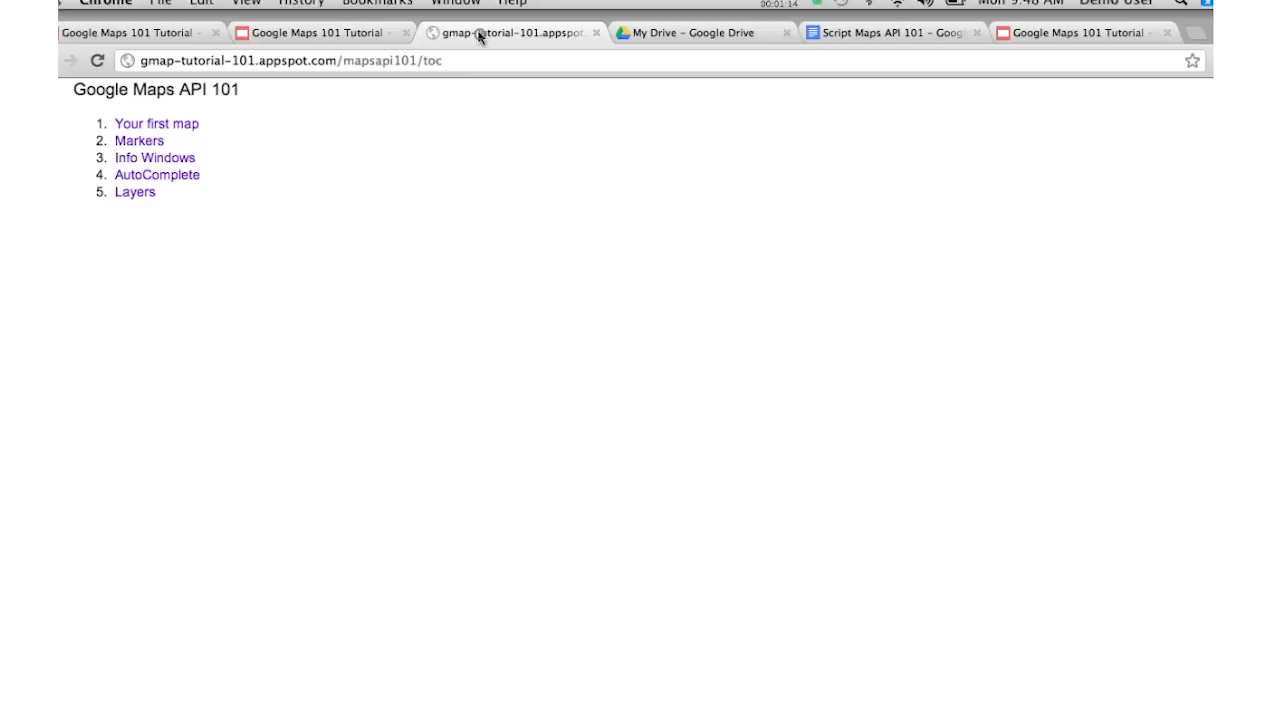 Chrome File Edit View History Bookmarks Window Help 00:01:14 Mon 9:48 AM Demo User
Google Maps 101 Tutorial - Google Maps 101 Tutorial - gmap-tutorial-101.appspot. My Drive - Google Drive Script Maps API 101 - Goog Google Maps 101 Tutorial -
gmap-tutorial-101.appspot.com/mapsapi101/toc
Google Maps API 101
1. Your first map
2. Markers
3. Info Windows
4. AutoComplete
5. Layers